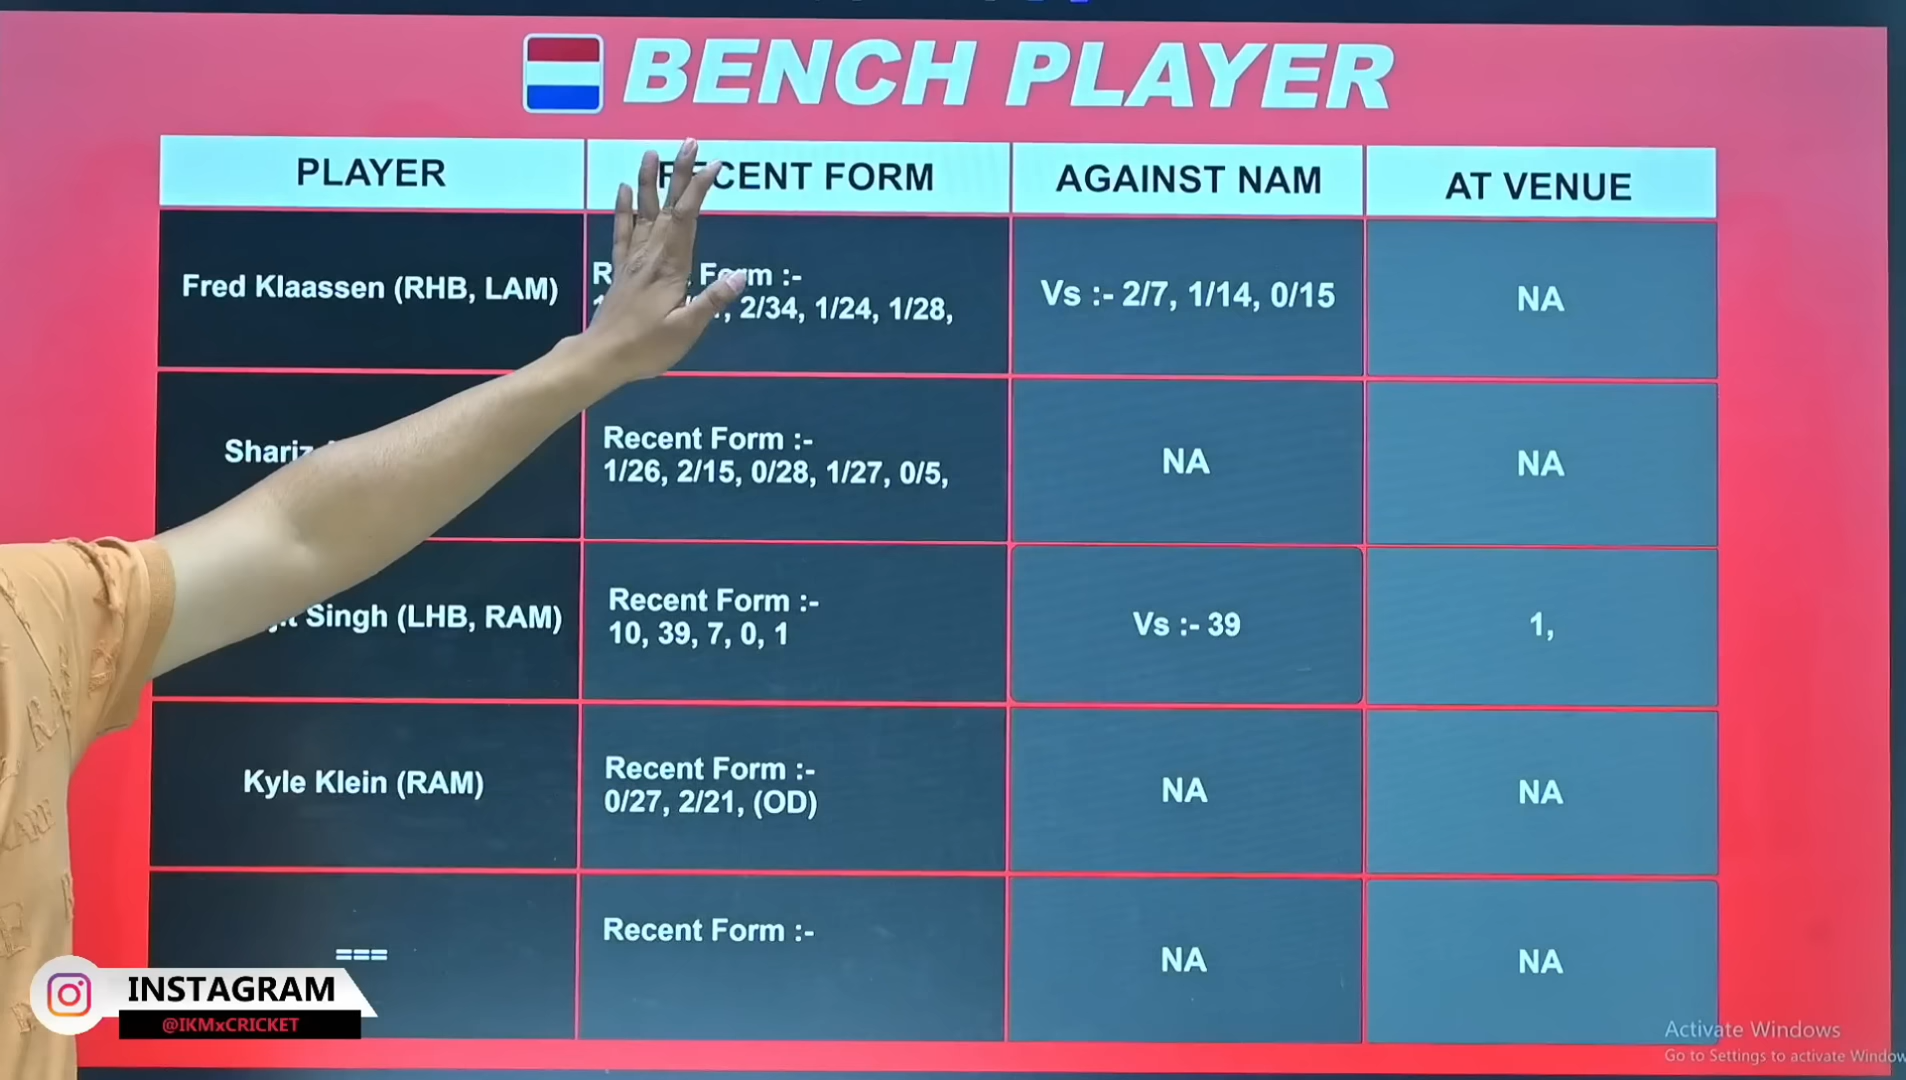 BENCH PLAYER
PLAYER
CENT FORM
AGAINST NAM
AT VENUE
Fred Klaassen (RHB, LAM)
Form :-
2/34, 1/24, 1/28,
Vs :- 2/7, 1/14, 0/15
NA
Shariz
Recent Form :-
1/26, 2/15, 0/28, 1/27, 0/5,
NA
NA
Singh (LHB, RAM)
Recent Form :-
10, 39, 7, 0, 1
Vs :- 39
1,
Kyle Klein (RAM)
Recent Form :-
0/27, 2/21, (OD)
NA
NA
===
Recent Form :-
NA
NA
INSTAGRAM
@IKMxCRICKET
Activate Windows
Go to Settings to activate Window